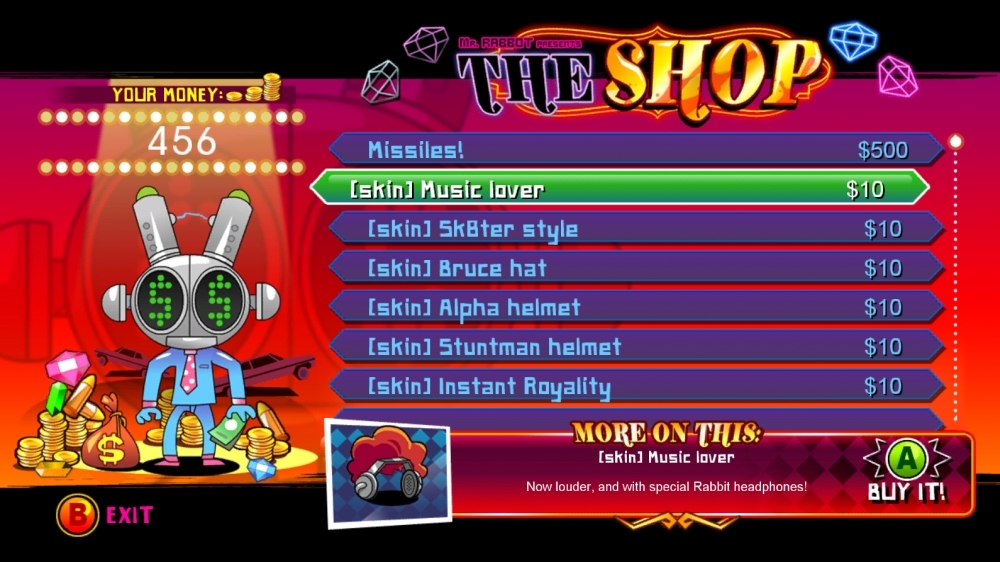 YOUR MONEY:
456
Mr. RABBOT PRESENTS
THE SHOP
Missiles! $500
[skin] Music lover $10
[skin] Sk8ter style $10
[skin] Bruce hat $10
[skin] Alpha helmet $10
[skin] Stuntman helmet $10
[skin] Instant Royality $10
MORE ON THIS:
[skin] Music lover
Now louder, and with special Rabbit headphones!
A
BUY IT!
B EXIT
$ $
$